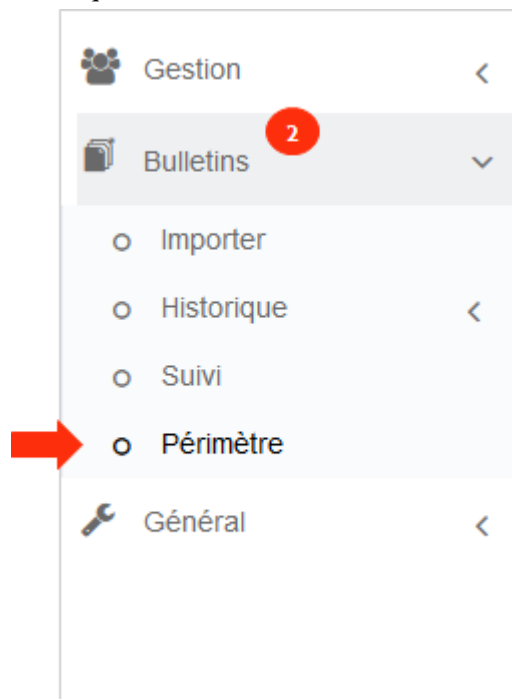 Gestion
2
Bulletins
Importer
Historique
Suivi
Périmètre
Général